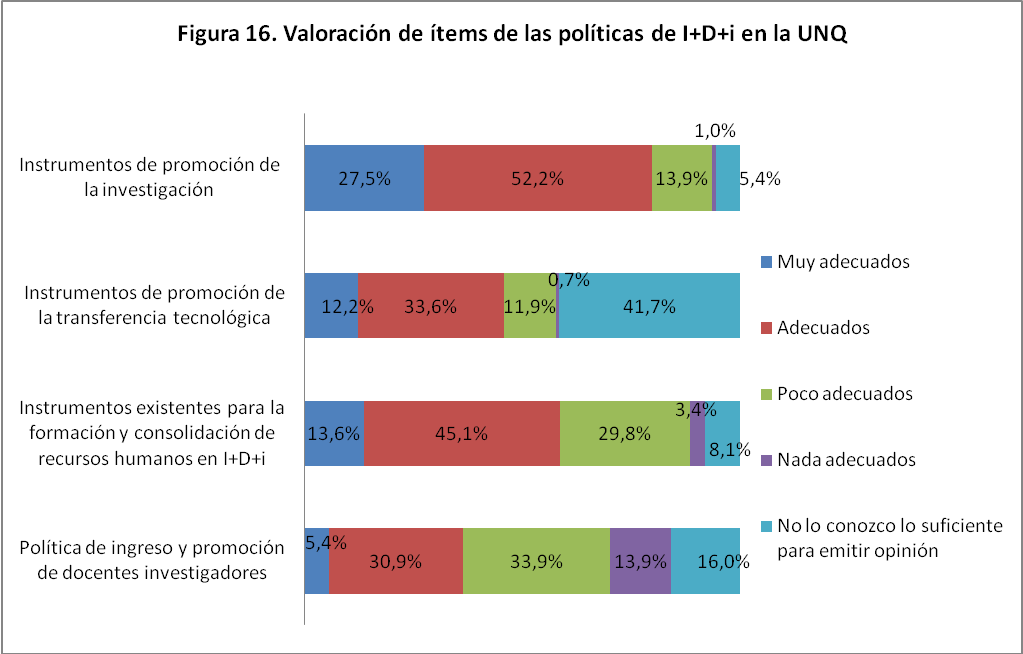 Figura 16. Valoración de ítems de las políticas de I+D+i en la UNQ
Instrumentos de promoción de
la investigación
27,5%
52,2%
13,9%
1,0%
5,4%
Instrumentos de promoción de
la transferencia tecnológica
12,2%
33,6%
11,9%
0,7%
41,7%
Instrumentos existentes para la
formación y consolidación de
recursos humanos en I+D+i
13,6%
45,1%
29,8%
3,4%
8,1%
Política de ingreso y promoción
de docentes investigadores
5,4%
30,9%
33,9%
13,9%
16,0%
Muy adecuados
Adecuados
Poco adecuados
Nada adecuados
No lo conozco lo suficiente
para emitir opinión